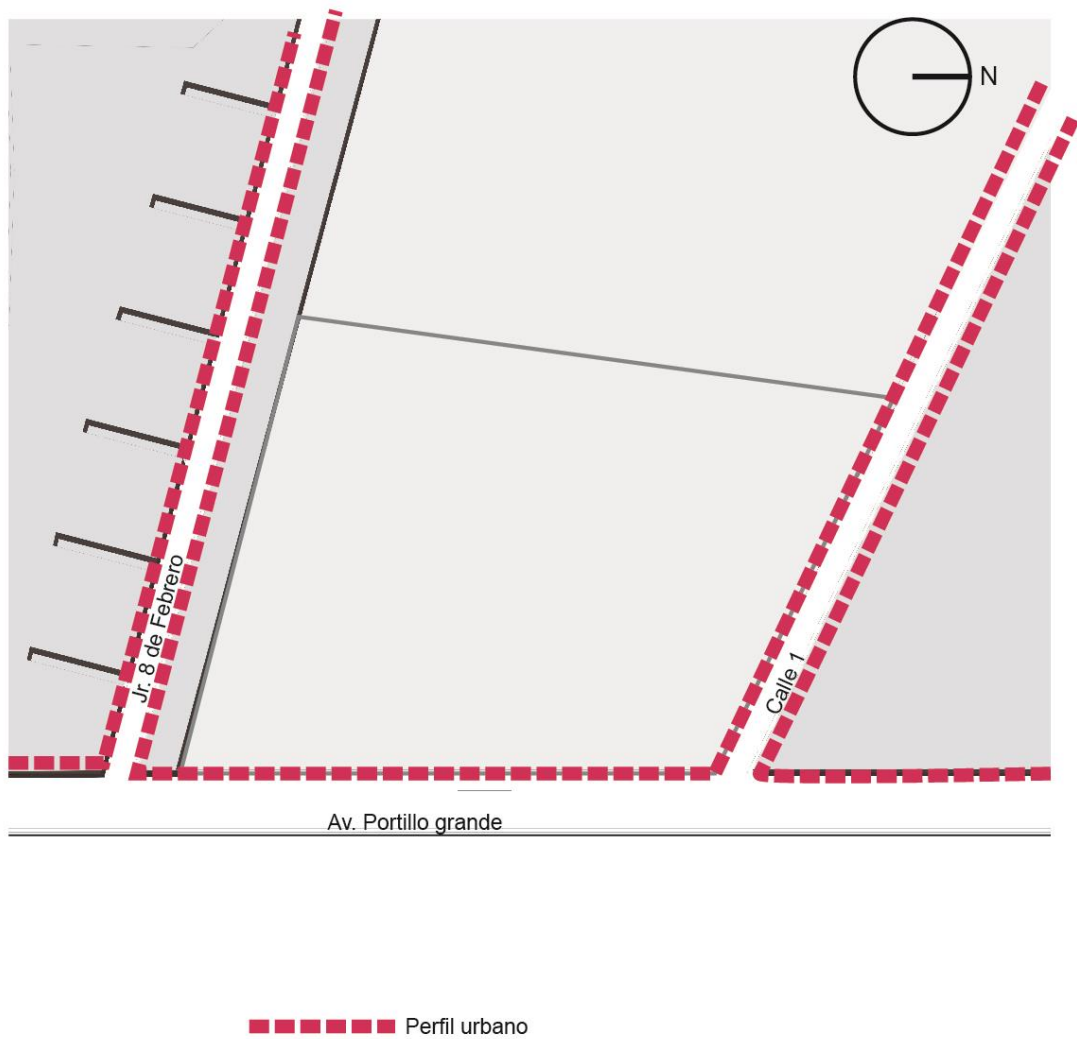 N
Jr. 8 de Febrero
Calle 1
Av. Portillo grande
Perfil urbano